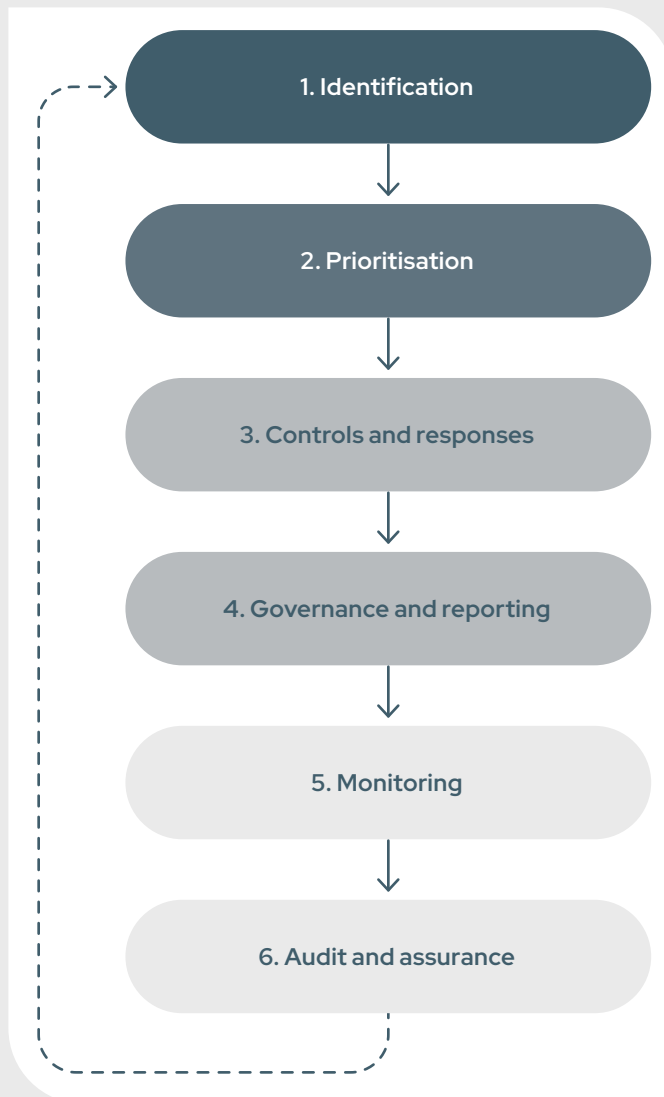 1. Identification
2. Prioritisation
3. Controls and responses
4. Governance and reporting
5. Monitoring
6. Audit and assurance